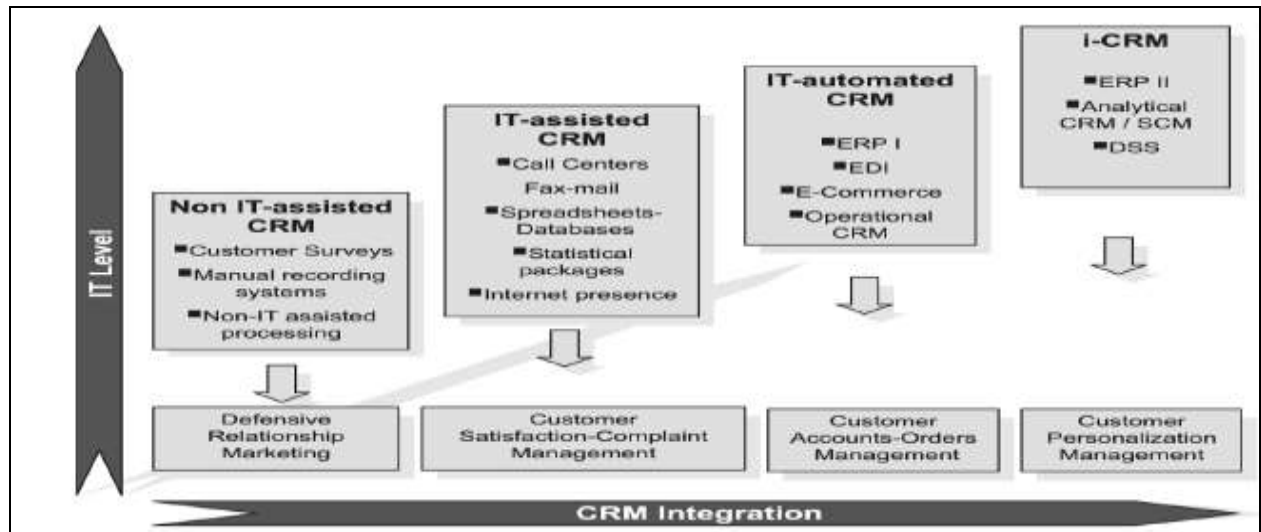 i-CRM
■ERP II
■Analytical
CRM / SCM
■DSS
IT-automated
CRM
■ERP I
■EDI
■E-Commerce
■Operational
CRM
IT-assisted
CRM
■Call Centers
Fax-mail
■Spreadsheets-
Databases
■Statistical
packages
■Internet presence
Non IT-assisted
CRM
■Customer Surveys
■Manual recording
systems
■Non-IT assisted
processing
IT Level
Defensive
Relationship
Marketing
Customer
Satisfaction-Complaint
Management
Customer
Accounts-Orders
Management
Customer
Personalization
Management
CRM Integration